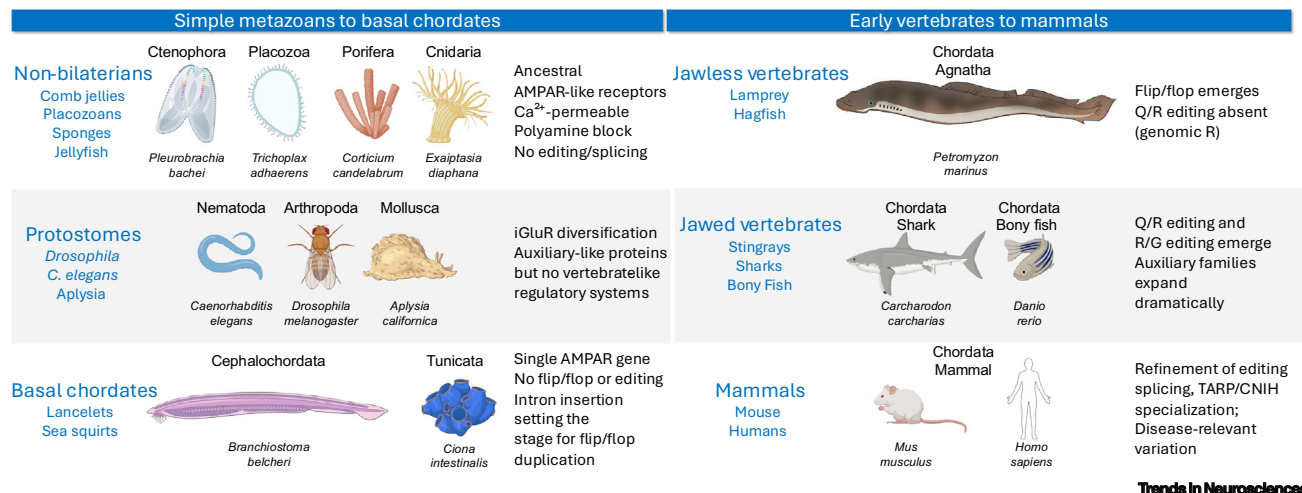 Simple metazoans to basal chordates
Early vertebrates to mammals
Non-bilaterians
Comb jellies
Placozoans
Sponges
Jellyfish
Ctenophora
Pleurobrachia
bachei
Placozoa
Trichoplax
adhaerens
Porifera
Corticium
candelabrum
Cnidaria
Exaiptasia
diaphana
Ancestral
AMPAR-like receptors
Ca²⁺-permeable
Polyamine block
No editing/splicing
Jawless vertebrates
Lamprey
Hagfish
Chordata
Agnatha
Petromyzon
marinus
Flip/flop emerges
Q/R editing absent
(genomic R)
Protostomes
Drosophila
C. elegans
Aplysia
Nematoda
Caenorhabditis
elegans
Arthropoda
Drosophila
melanogaster
Mollusca
Aplysia
californica
iGluR diversification
Auxiliary-like proteins
but no vertebratelike
regulatory systems
Jawed vertebrates
Stingrays
Sharks
Bony Fish
Chordata
Shark
Carcharodon
carcharias
Chordata
Bony fish
Danio
rerio
Q/R editing and
R/G editing emerge
Auxiliary families
expand
dramatically
Basal chordates
Lancelets
Sea squirts
Cephalochordata
Branchiostoma
belcheri
Tunicata
Ciona
intestinalis
Single AMPAR gene
No flip/flop or editing
Intron insertion
setting the
stage for flip/flop
duplication
Mammals
Mouse
Humans
Chordata
Mammal
Mus
musculus
Homo
sapiens
Refinement of editing
splicing, TARP/CNIH
specialization;
Disease-relevant
variation
Trends in Neurosciences